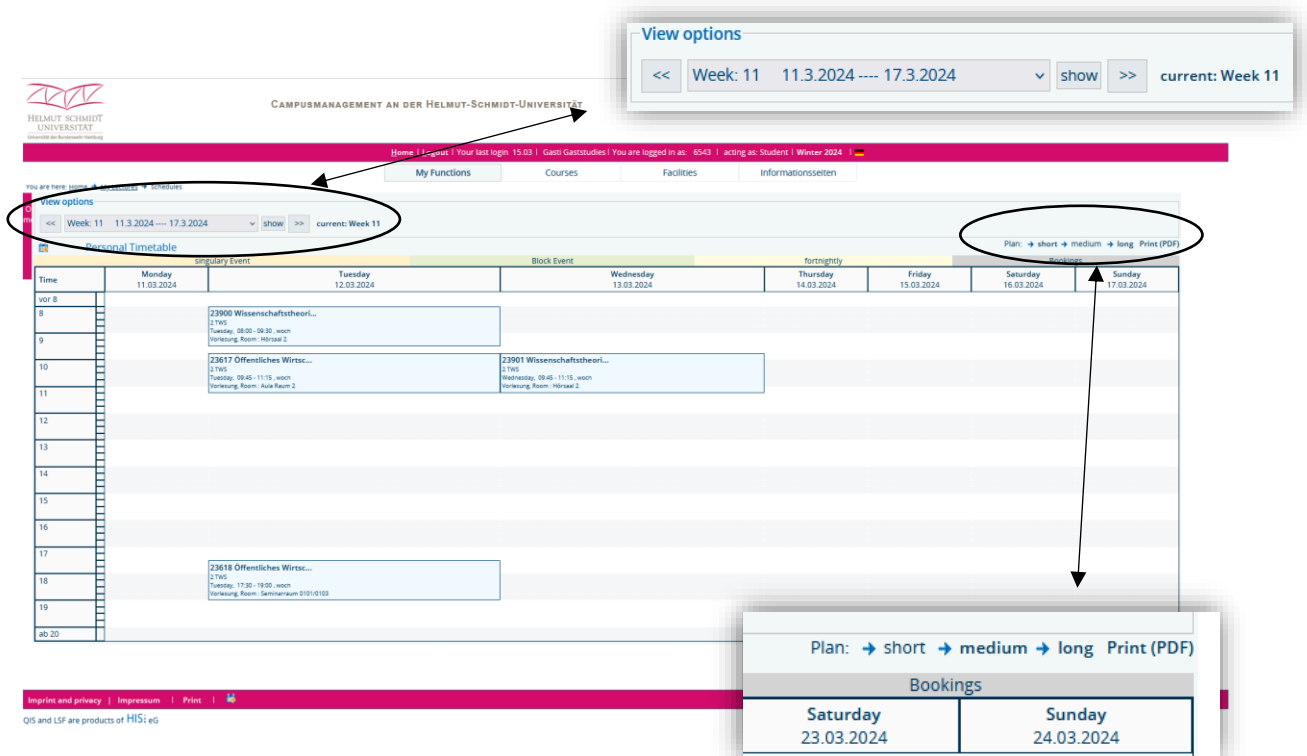 View options
<< Week: 11 11.3.2024 ---- 17.3.2024 show >> current: Week 11
HELMUT SCHMIDT
UNIVERSITÄT
Universität der Bundeswehr Hamburg
CAMPUSMANAGEMENT AN DER HELMUT-SCHMIDT-UNIVERSITÄT
Home | Logout | Your last login 15.03 | Gasti Gaststudies | You are logged in as: 6543 | acting as: Student | Winter 2024 |
My Functions Courses Facilities Informationsseiten
You are here: Home → My Lectures → Schedules
View options
<< Week: 11 11.3.2024 ---- 17.3.2024 show >> current: Week 11
Personal Timetable
Plan: → short → medium → long Print (PDF)
singulary Event Block Event fortnightly Bookings
Time Monday Tuesday Wednesday Thursday Friday Saturday Sunday
11.03.2024 12.03.2024 13.03.2024 14.03.2024 15.03.2024 16.03.2024 17.03.2024
vor 8
8
23900 Wissenschaftstheori...
2 TWS
Tuesday, 08:00 - 09:30 , woch
Vorlesung, Room : Hörsaal 2
9
23617 Öffentliches Wirtsc...
2 TWS
Tuesday, 09:45 - 11:15 , woch
Vorlesung, Room : Aula Raum 2
23901 Wissenschaftstheori...
2 TWS
Wednesday, 09:45 - 11:15 , woch
Vorlesung, Room : Hörsaal 2
10
11
12
13
14
15
16
17
23618 Öffentliches Wirtsc...
2 TWS
Tuesday, 17:30 - 19:00 , woch
Vorlesung, Room : Seminarraum 0101/0103
18
19
ab 20
Plan: → short → medium → long Print (PDF)
Bookings
Saturday Sunday
23.03.2024 24.03.2024
Imprint and privacy | Impressum | Print |
QIS and LSF are products of HIS: eG